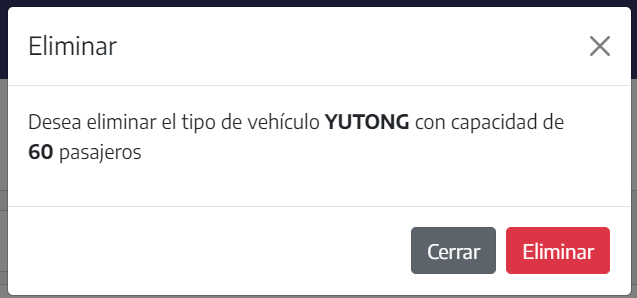 Eliminar
Desea eliminar el tipo de vehículo YUTONG con capacidad de
60 pasajeros
Cerrar
Eliminar